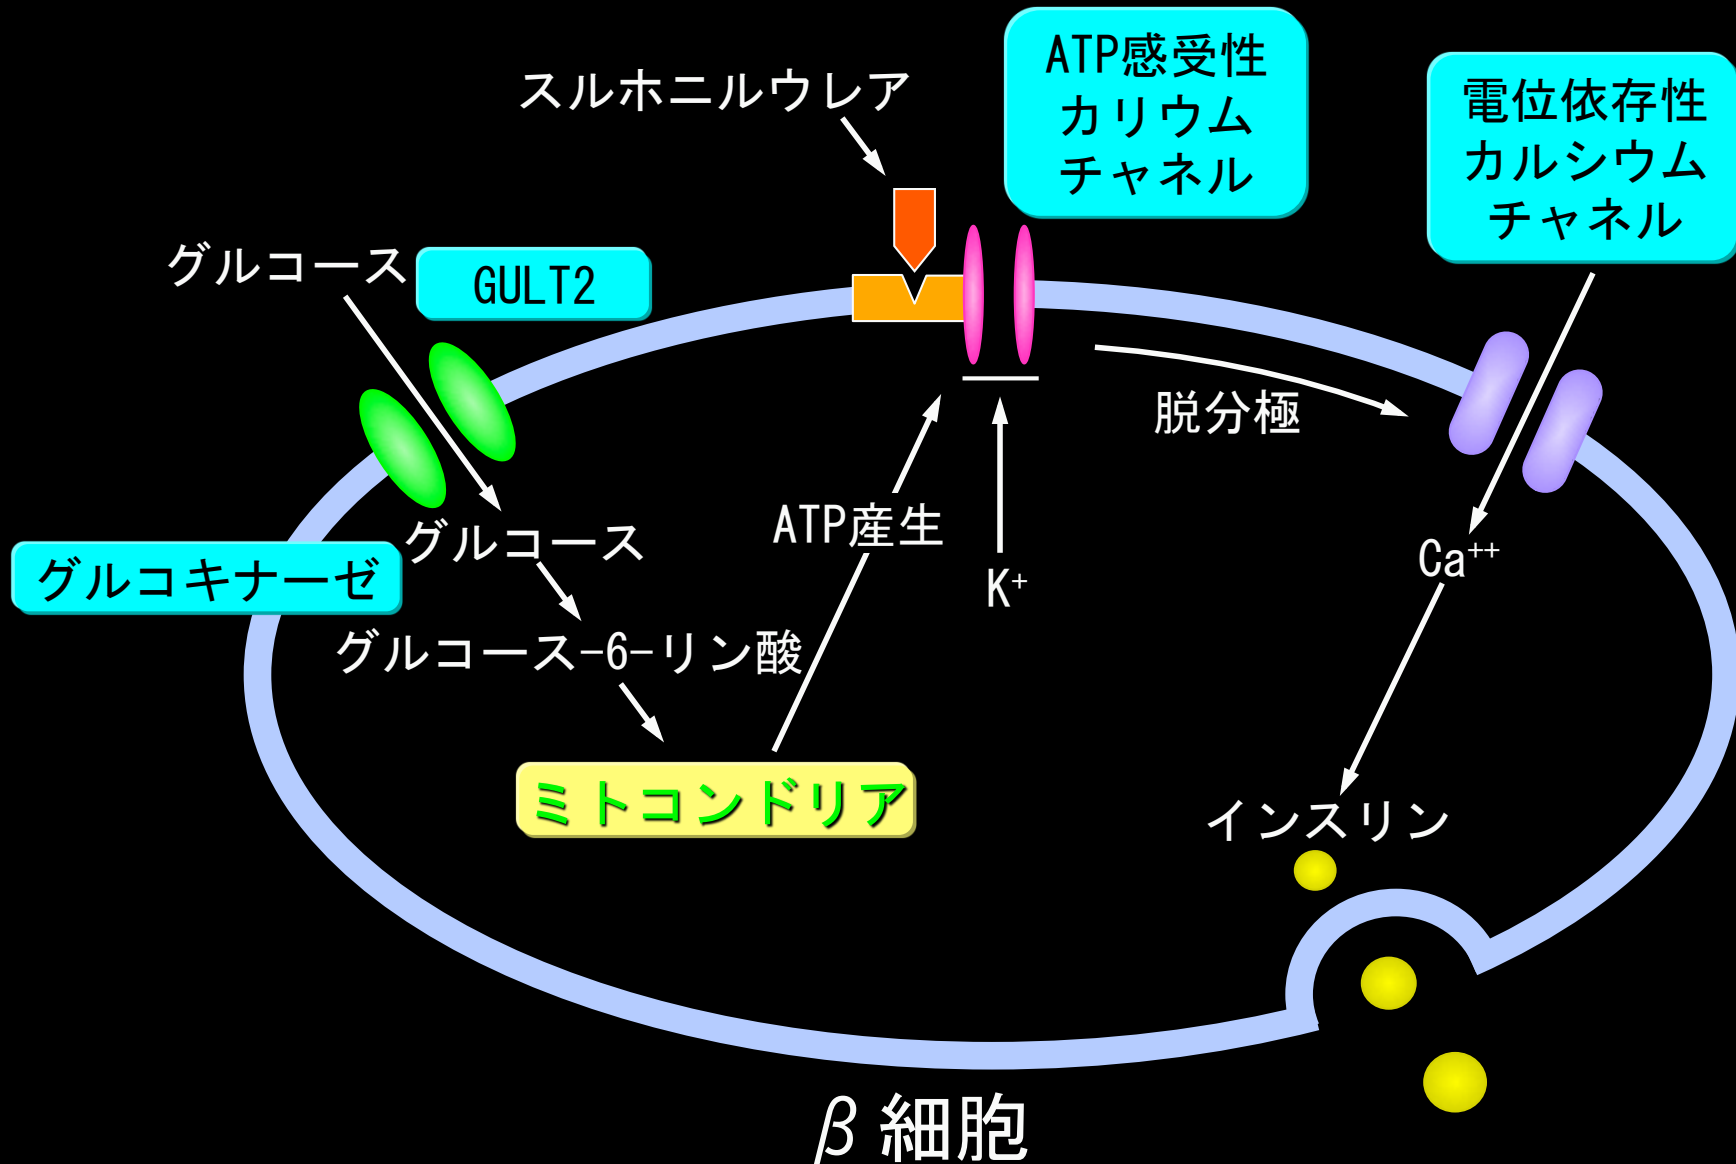 スルホニルウレア
ATP感受性
カリウム
チャネル
電位依存性
カルシウム
チャネル
グルコース
GULT2
脱分極
グルコキナーゼ
グルコース
ATP産生
K⁺
Ca⁺⁺
グルコース-6-リン酸
ミトコンドリア
インスリン
β細胞